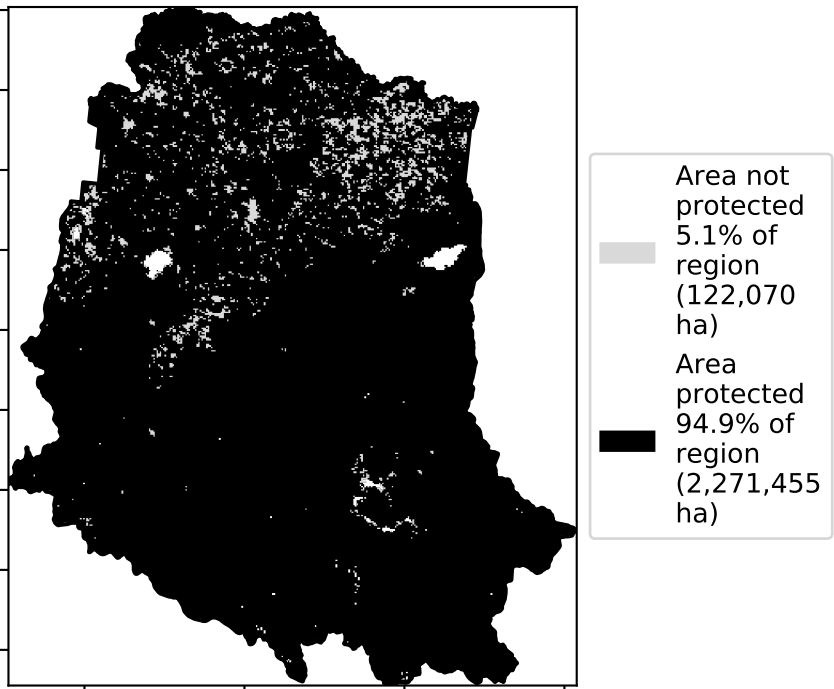 Area not
protected
5.1% of
region
(122,070
ha)
Area
protected
94.9% of
region
(2,271,455
ha)